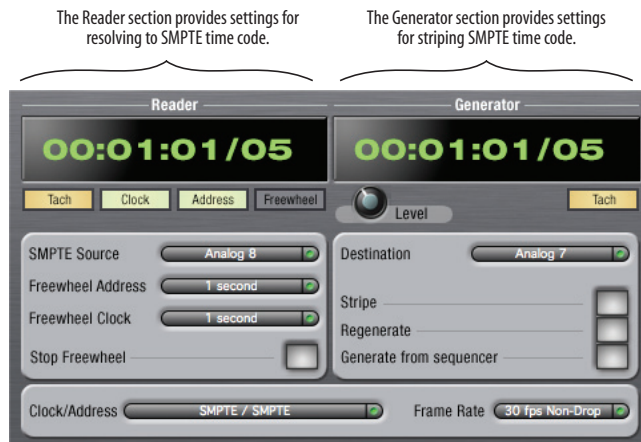 The Reader section provides settings for
resolving to SMPTE time code.
The Generator section provides settings
for striping SMPTE time code.
Reader
00:01:01/05
Tach Clock Address Freewheel
SMPTE Source Analog 8
Freewheel Address 1 second
Freewheel Clock 1 second
Stop Freewheel
Generator
00:01:01/05
Level Tach
Destination Analog 7
Stripe
Regenerate
Generate from sequencer
Clock/Address SMPTE / SMPTE Frame Rate 30 fps Non-Drop